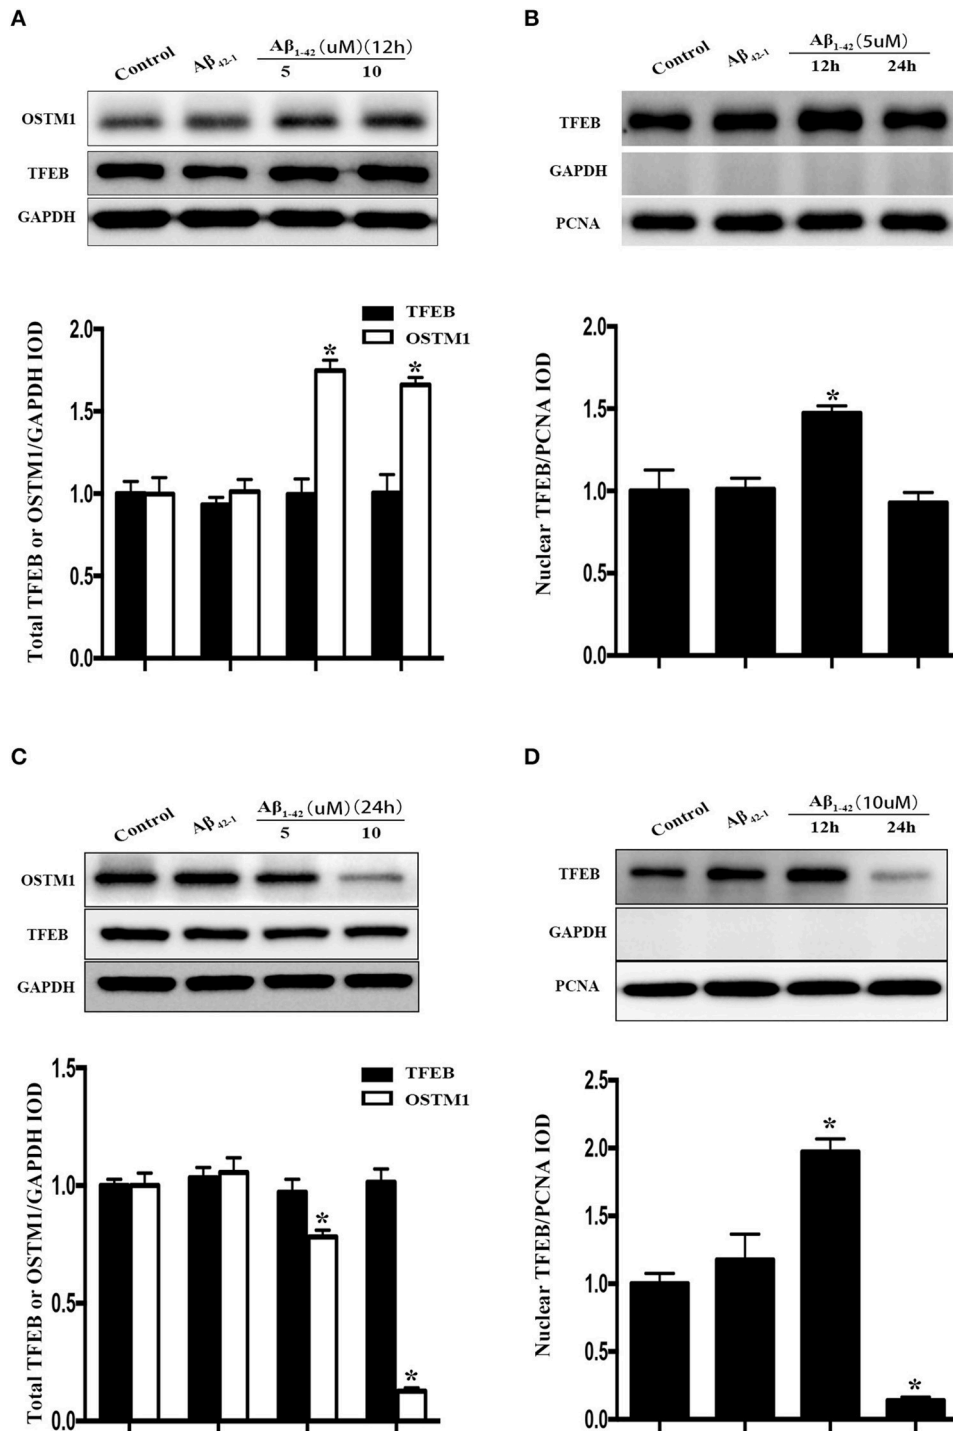 A
Control Aβ42-1 Aβ1-42 (uM) (12h)
5 10
OSTM1
TFEB
GAPDH
TFEB
OSTM1
Total TFEB or OSTM1/GAPDH IOD
2.0
1.5
1.0
0.5
0.0
B
Control Aβ42-1 Aβ1-42 (5uM)
12h 24h
TFEB
GAPDH
PCNA
Nuclear TFEB/PCNA IOD
2.0
1.5
1.0
0.5
0.0
*
*
*
C
Control Aβ42-1 Aβ1-42 (uM) (24h)
5 10
OSTM1
TFEB
GAPDH
TFEB
OSTM1
Total TFEB or OSTM1/GAPDH IOD
1.5
1.0
0.5
0.0
*
*
D
Control Aβ42-1 Aβ1-42 (10uM)
12h 24h
TFEB
GAPDH
PCNA
Nuclear TFEB/PCNA IOD
2.5
2.0
1.5
1.0
0.5
0.0
*
*